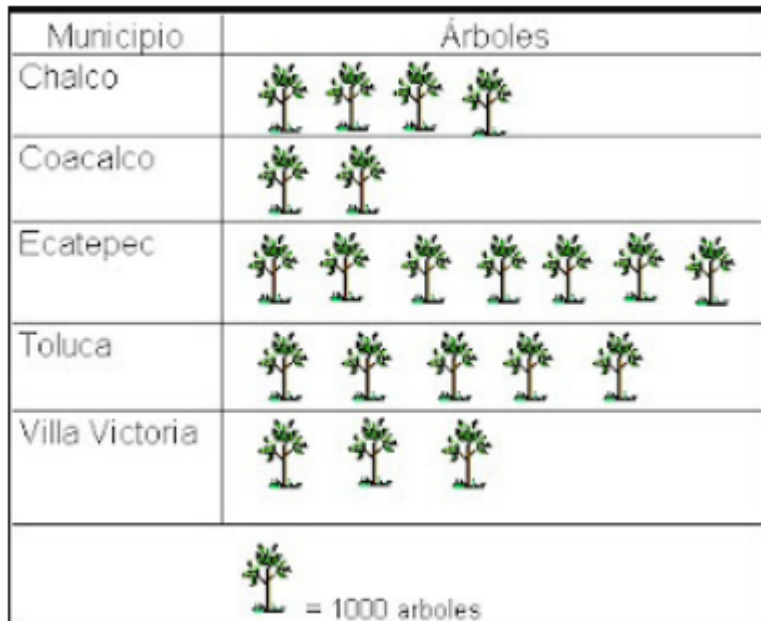 Municipio Árboles
Chalco
Coacalco
Ecatepec
Toluca
Villa Victoria
= 1000 arboles